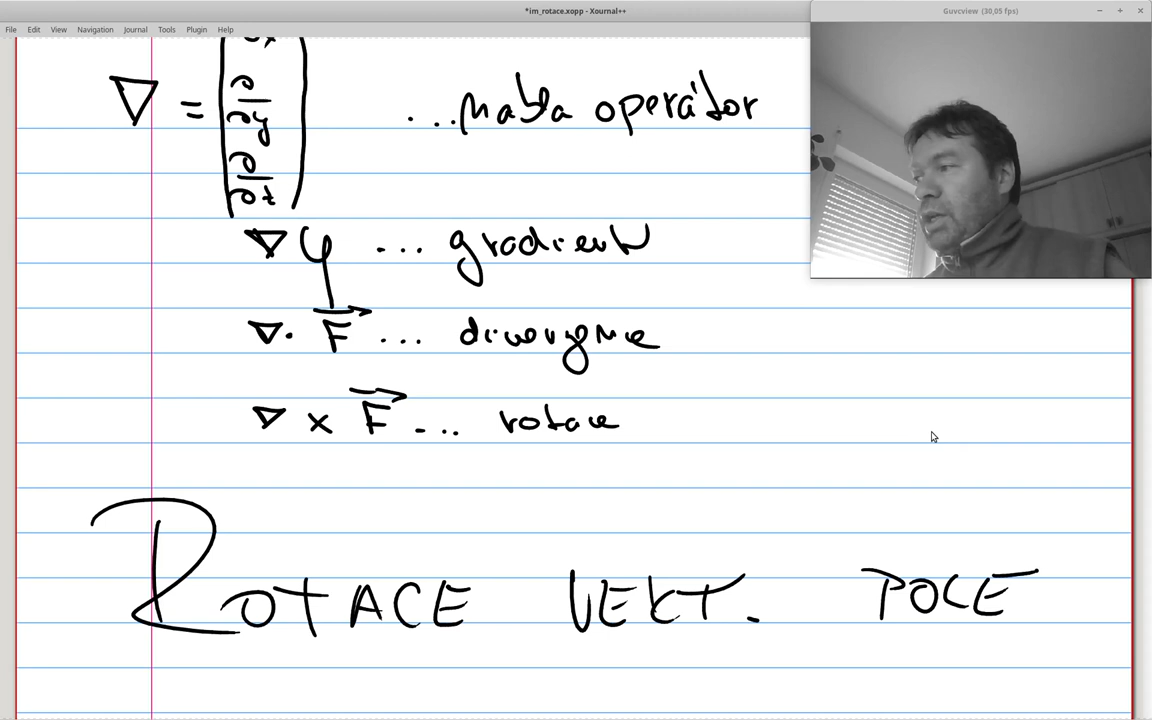 *im_rotace.xopp - Xournal++
Guvcview (30,05 fps)
File Edit View Navigation Journal Tools Plugin Help
∂x
∇ = ∂/∂y ... nabla operátor
∂/∂z
∇φ ... gradient
∇· F⃗ ... divergence
∇ × F⃗ ... rotace
ROTACE VEKT. POLE